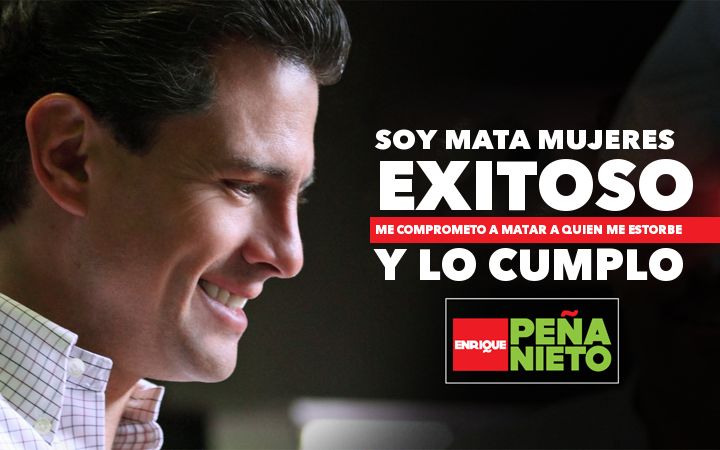 SOY MATA MUJERES
EXITOSO
ME COMPROMETO A MATAR A QUIEN ME ESTORBE
Y LO CUMPLO
ENRIQUE
PEÑA
NIETO